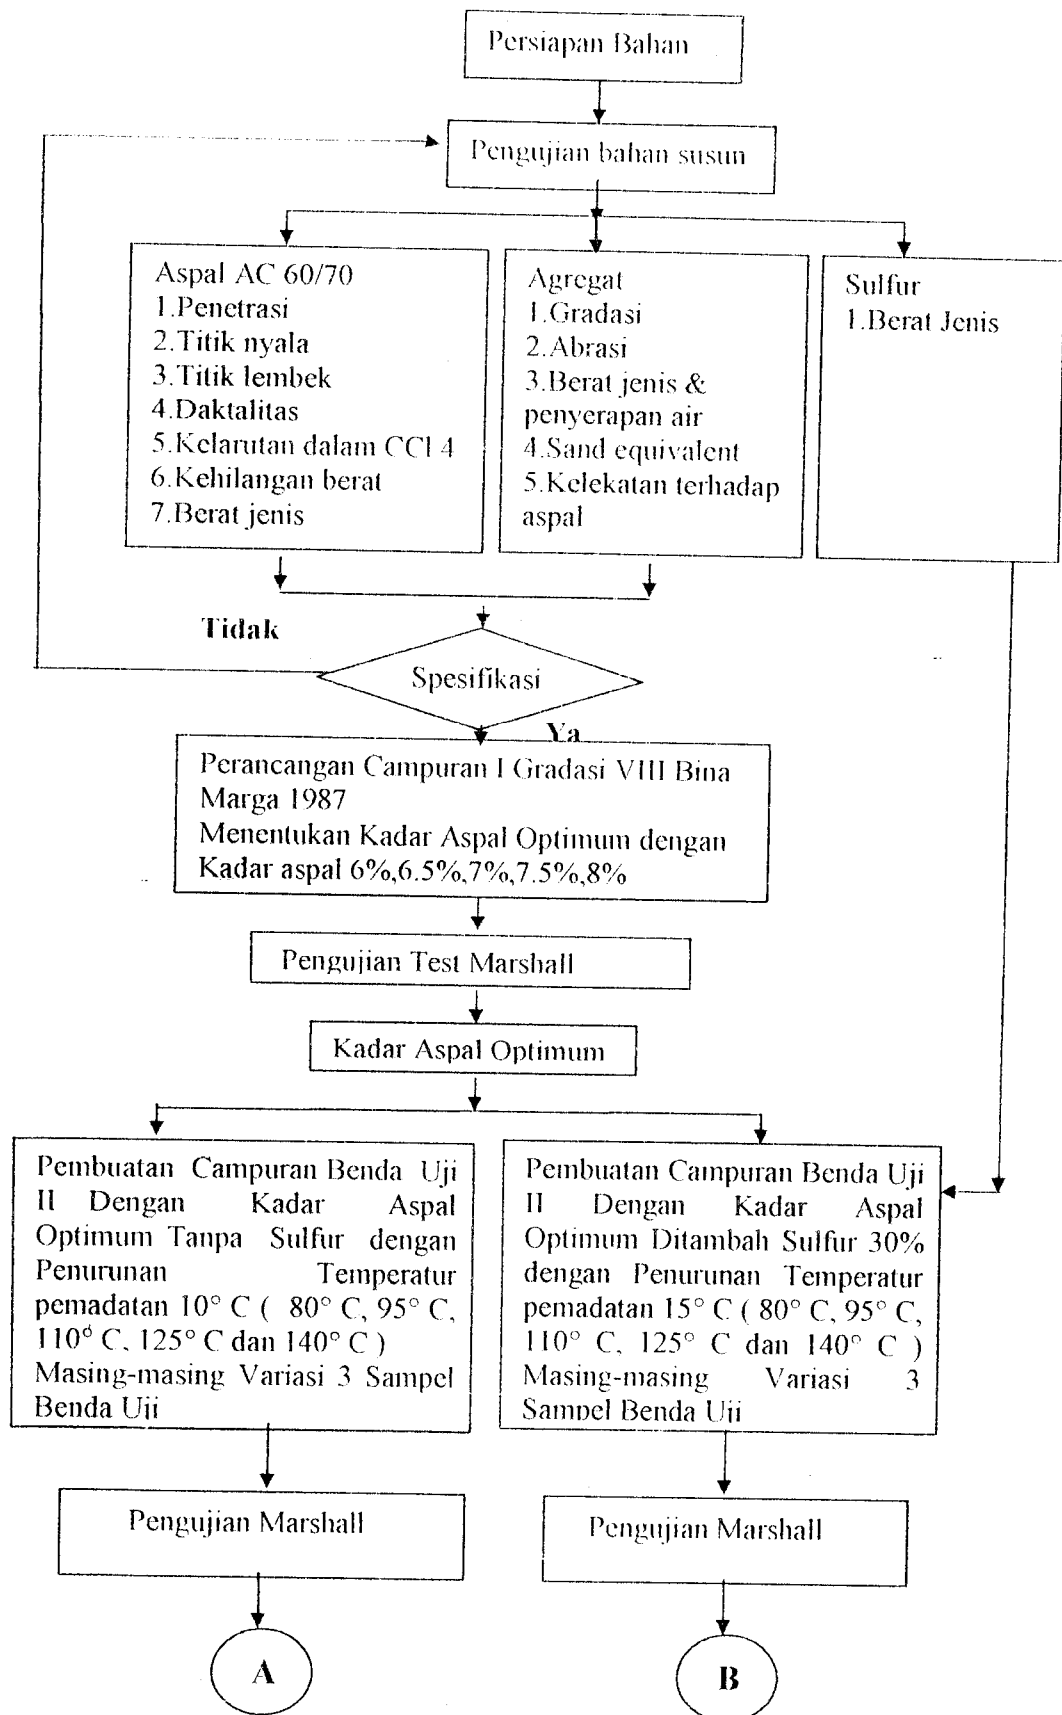 Persiapan Bahan
Pengujian bahan susun
Aspal AC 60/70
1.Penetrasi
2.Titik nyala
3.Titik lembek
4.Daktalitas
5.Kelarutan dalam CCl 4
6.Kehilangan berat
7.Berat jenis
Agregat
1.Gradasi
2.Abrasi
3.Berat jenis &
penyerapan air
4.Sand equivalent
5.Kelekatan terhadap
aspal
Sulfur
1.Berat Jenis
Tidak
Spesifikasi
Ya
Perancangan Campuran I Gradasi VIII Bina
Marga 1987
Menentukan Kadar Aspal Optimum dengan
Kadar aspal 6%,6.5%,7%,7.5%,8%
Pengujian Test Marshall
Kadar Aspal Optimum
Pembuatan Campuran Benda Uji
II Dengan Kadar Aspal
Optimum Tanpa Sulfur dengan
Penurunan Temperatur
pemadatan 10° C ( 80° C, 95° C,
110° C, 125° C dan 140° C )
Masing-masing Variasi 3 Sampel
Benda Uji
Pembuatan Campuran Benda Uji
II Dengan Kadar Aspal
Optimum Ditambah Sulfur 30%
dengan Penurunan Temperatur
pemadatan 15° C ( 80° C, 95° C,
110° C, 125° C dan 140° C )
Masing-masing Variasi 3
Sampel Benda Uji
Pengujian Marshall
Pengujian Marshall
A
B